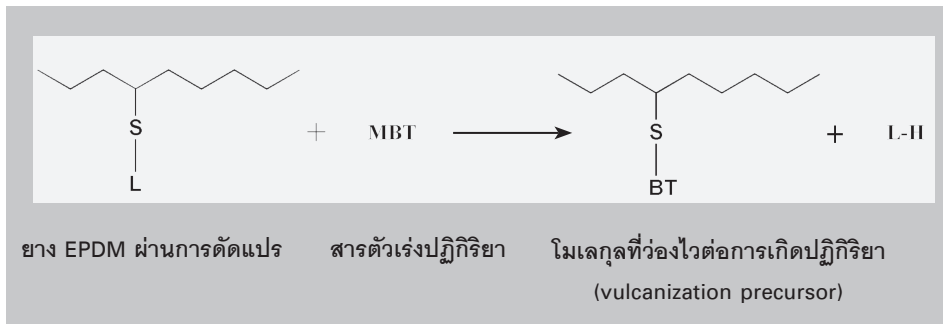 S + MBT S + L-H
L BT
ยาง EPDM ผ่านการดัดแปร สารตัวเร่งปฏิกิริยา โมเลกุลที่ว่องไวต่อการเกิดปฏิกิริยา
(vulcanization precursor)